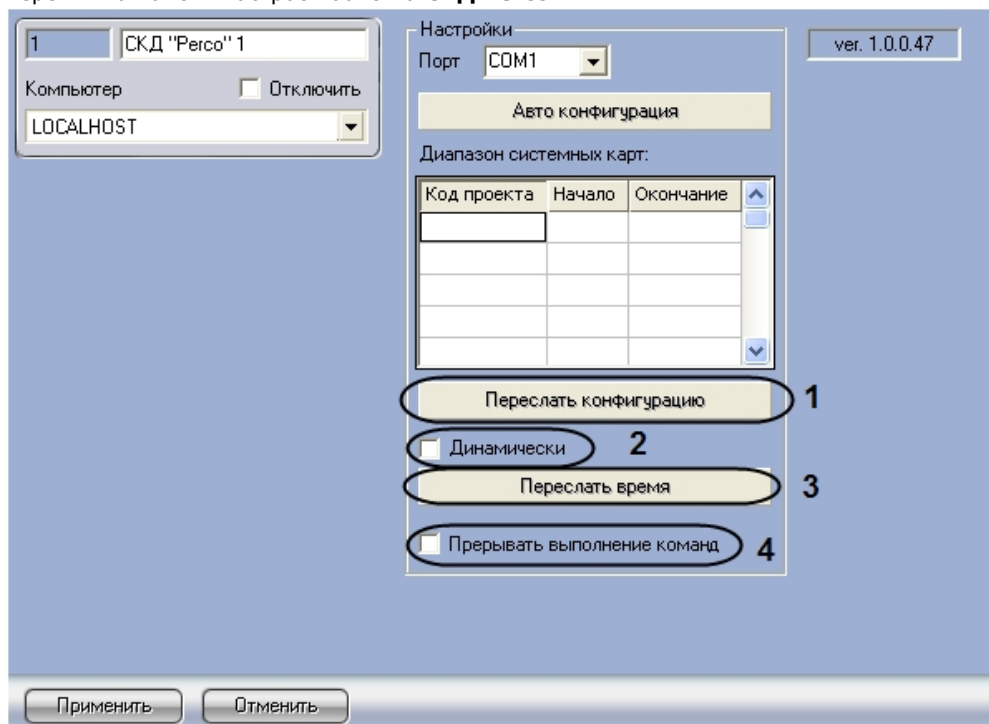 1
СКД "Perco" 1
Компьютер
Отключить
LOCALHOST
Настройки
Порт
COM1
Авто конфигурация
Диапазон системных карт:
Код проекта Начало Окончание
Переслать конфигурацию
1
Динамически
2
Переслать время
3
Прерывать выполнение команд
4
ver. 1.0.0.47
Применить
Отменить